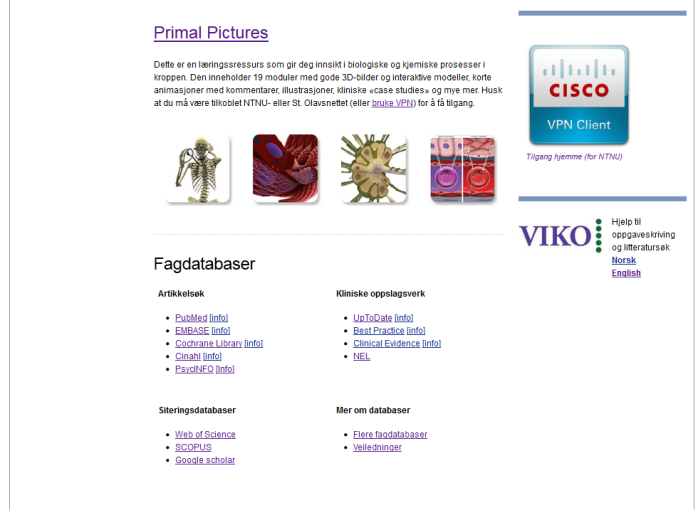 Primal Pictures
Dette er en læringssressurs som gir deg innsikt i biologiske og kjemiske prosesser i
kroppen. Den inneholder 19 moduler med gode 3D-bilder og interaktive modeller, korte
animasjoner med kommentarer, illustrasjoner, kliniske «case studies» og mye mer. Husk
at du må være tilkoblet NTNU- eller St. Olavsnettet (eller bruke VPN) for å få tilgang.
CISCO
VPN Client
Tilgang hjemme (for NTNU)
VIKO
Hjelp til
oppgaveskriving
og litteratursøk
Norsk
English
Fagdatabaser
Artikkelsøk
PubMed [info]
EMBASE [info]
Cochrane Library [info]
Cinahl [info]
PsycINFO [Info]
Kliniske oppslagsverk
UpToDate [info]
Best Practice [info]
Clinical Evidence [info]
NEL
Siteringsdatabaser
Web of Science
SCOPUS
Google scholar
Mer om databaser
Flere fagdatabaser
Veiledninger